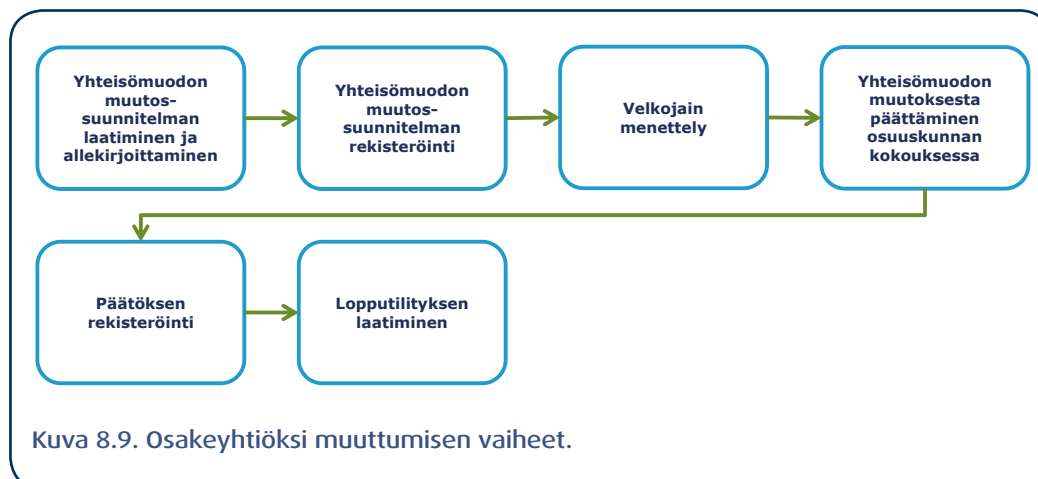 Yhteisömuodon
muutos-
suunnitelman
laatiminen ja
allekirjoittaminen
Yhteisömuodon
muutos-
suunnitelman
rekisteröinti
Velkojain
menettely
Yhteisömuodon
muutoksesta
päättäminen
osuuskunnan
kokouksessa
Päätöksen
rekisteröinti
Lopputilityksen
laatiminen
Kuva 8.9. Osakeyhtiöksi muuttumisen vaiheet.